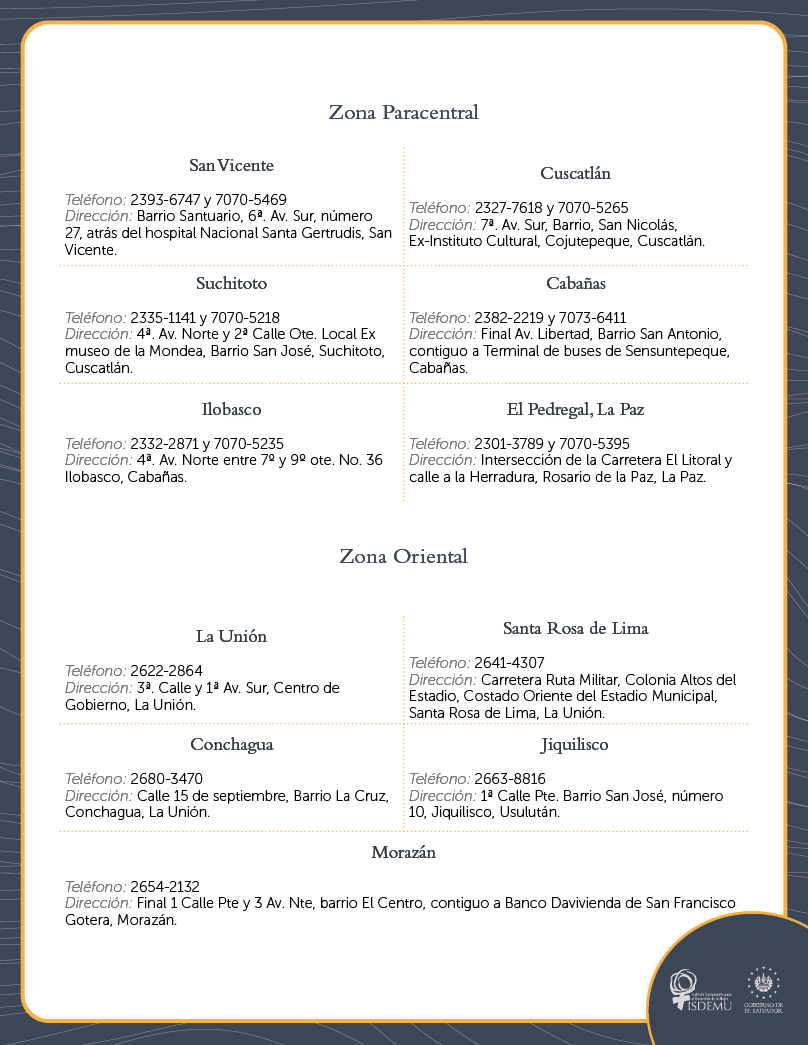 Zona Paracentral
San Vicente
Teléfono: 2393-6747 y 7070-5469
Dirección: Barrio Santuario, 6ª. Av. Sur, número
27, atrás del hospital Nacional Santa Gertrudis, San
Vicente.
Cuscatlán
Teléfono: 2327-7618 y 7070-5265
Dirección: 7ª. Av. Sur, Barrio, San Nicolás,
Ex-Instituto Cultural, Cojutepeque, Cuscatlán.
Suchitoto
Teléfono: 2335-1141 y 7070-5218
Dirección: 4ª. Av. Norte y 2ª Calle Ote. Local Ex
museo de la Mondea, Barrio San José, Suchitoto,
Cuscatlán.
Cabañas
Teléfono: 2382-2219 y 7073-6411
Dirección: Final Av. Libertad, Barrio San Antonio,
contiguo a Terminal de buses de Sensuntepeque,
Cabañas.
Ilobasco
Teléfono: 2332-2871 y 7070-5235
Dirección: 4ª. Av. Norte entre 7º y 9º ote. No. 36
Ilobasco, Cabañas.
El Pedregal, La Paz
Teléfono: 2301-3789 y 7070-5395
Dirección: Intersección de la Carretera El Litoral y
calle a la Herradura, Rosario de la Paz, La Paz.
Zona Oriental
La Unión
Teléfono: 2622-2864
Dirección: 3ª. Calle y 1ª Av. Sur, Centro de
Gobierno, La Unión.
Santa Rosa de Lima
Teléfono: 2641-4307
Dirección: Carretera Ruta Militar, Colonia Altos del
Estadio, Costado Oriente del Estadio Municipal,
Santa Rosa de Lima, La Unión.
Conchagua
Teléfono: 2680-3470
Dirección: Calle 15 de septiembre, Barrio La Cruz,
Conchagua, La Unión.
Jiquilisco
Teléfono: 2663-8816
Dirección: 1ª Calle Pte. Barrio San José, número
10, Jiquilisco, Usulután.
Morazán
Teléfono: 2654-2132
Dirección: Final 1 Calle Pte y 3 Av. Nte, barrio El Centro, contiguo a Banco Davivienda de San Francisco
Gotera, Morazán.
Instituto Salvadoreño para
el Desarrollo de la Mujer
ISDEMU
GOBIERNO DE
EL SALVADOR